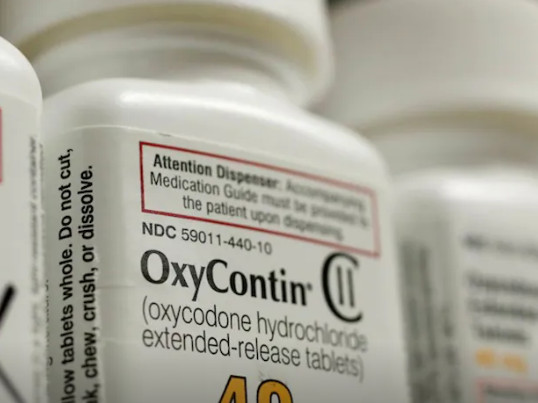 Attention Dispenser: Accompanying
Medication Guide must be provided to
the patient upon dispensing.
NDC 59011-440-10
OxyContin® CII
(oxycodone hydrochloride
extended-release tablets)
40
low tablets whole. Do not cut,
k, chew, crush, or dissolve.